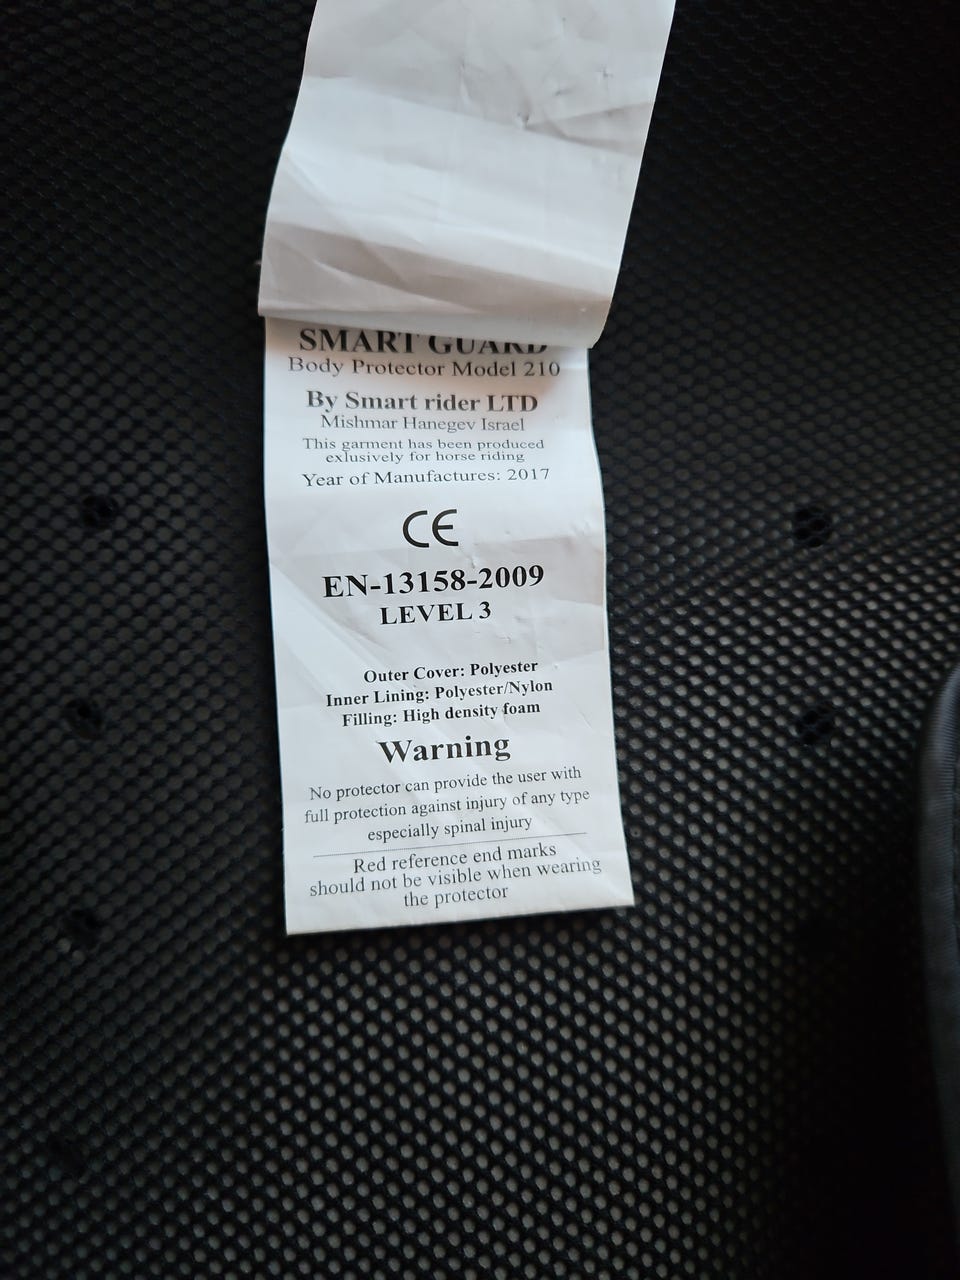 SMART GUARD
Body Protector Model 210
By Smart rider LTD
Mishmar Hanegev Israel
This garment has been produced
exlusively for horse riding
Year of Manufactures: 2017
CE
EN-13158-2009
LEVEL 3
Outer Cover: Polyester
Inner Lining: Polyester/Nylon
Filling: High density foam
Warning
No protector can provide the user with
full protection against injury of any type
especially spinal injury
Red reference end marks
should not be visible when wearing
the protector